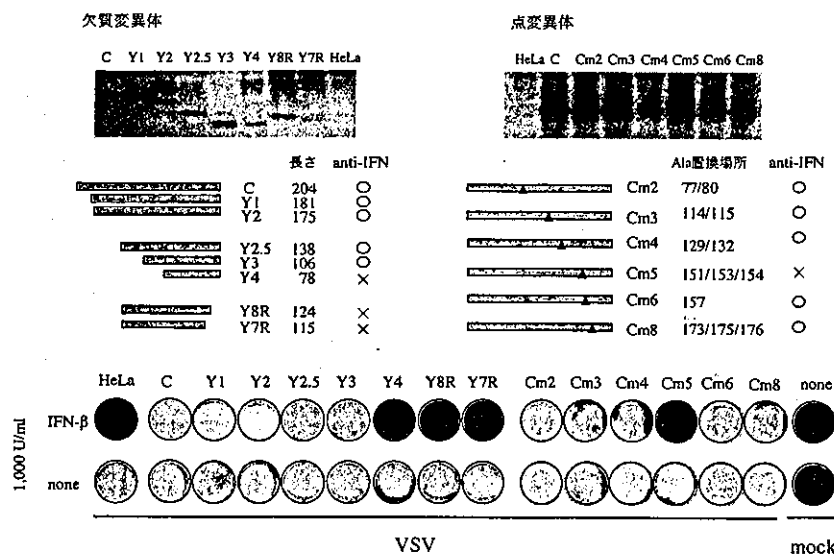 欠質変異体
C Y1 Y2 Y2.5 Y3 Y4 Y8R Y7R HeLa
長さ anti-IFN
C 204 ○
Y1 181 ○
Y2 175 ○
Y2.5 138 ○
Y3 106 ○
Y4 78 ×
Y8R 124 ×
Y7R 115 ×
点変異体
HeLa C Cm2 Cm3 Cm4 Cm5 Cm6 Cm8
Ala置換場所 anti-IFN
Cm2 77/80 ○
Cm3 114/115 ○
Cm4 129/132 ○
Cm5 151/153/154 ×
Cm6 157 ○
Cm8 173/175/176 ○
HeLa C Y1 Y2 Y2.5 Y3 Y4 Y8R Y7R Cm2 Cm3 Cm4 Cm5 Cm6 Cm8 none
1,000 U/ml
IFN-β
none
VSV mock